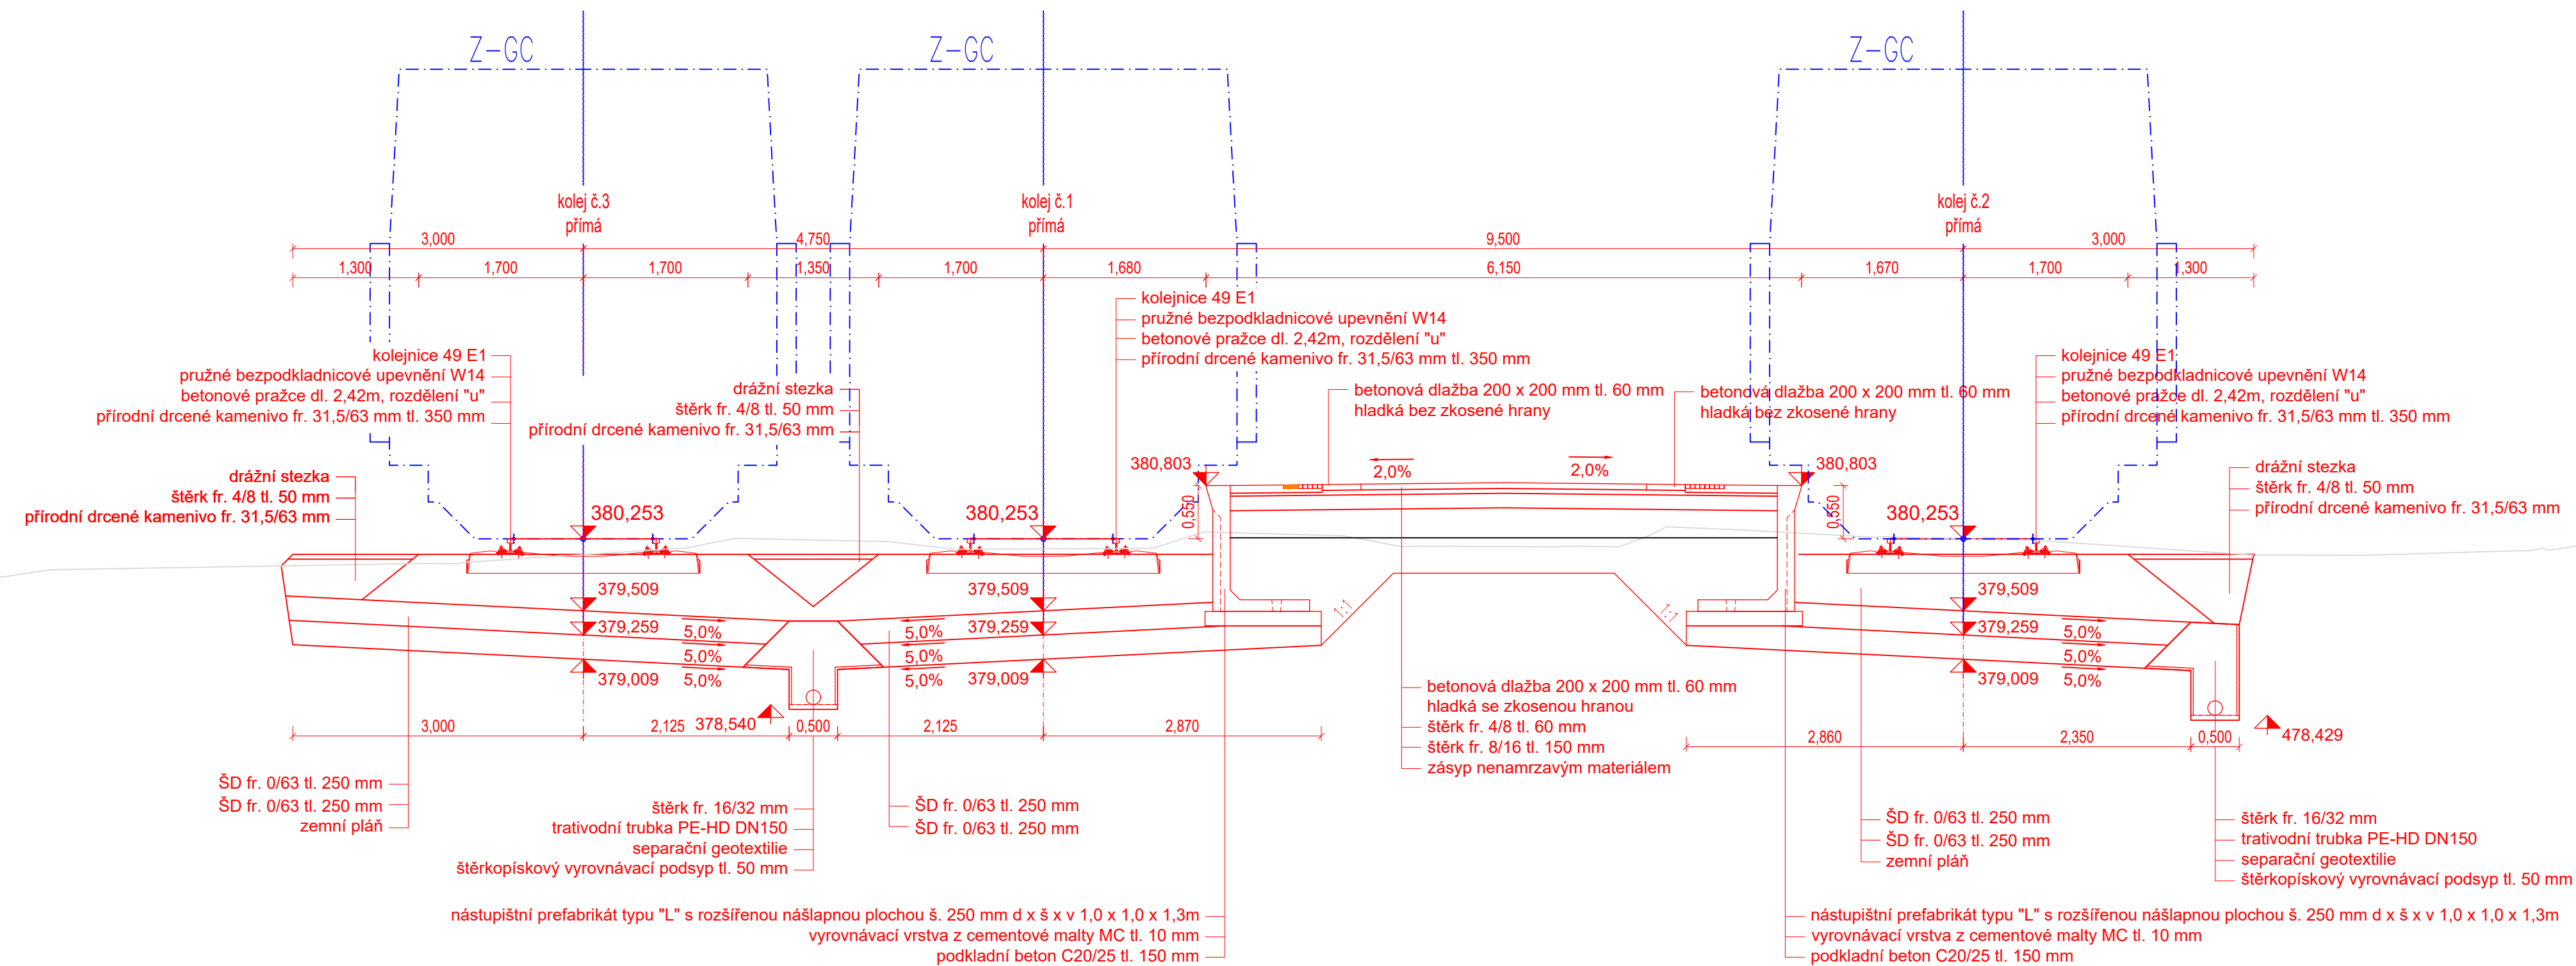 Z-GC
Z-GC
Z-GC
kolej č.3
přímá
kolej č.1
přímá
kolej č.2
přímá
3,000
4,750
9,500
3,000
1,300
1,700
1,700
1,350
1,700
1,680
6,150
1,670
1,700
1,300
kolejnice 49 E1
pružné bezpodkladnicové upevnění W14
betonové pražce dl. 2,42m, rozdělení "u"
přírodní drcené kamenivo fr. 31,5/63 mm tl. 350 mm
kolejnice 49 E1
pružné bezpodkladnicové upevnění W14
betonové pražce dl. 2,42m, rozdělení "u"
přírodní drcené kamenivo fr. 31,5/63 mm tl. 350 mm
kolejnice 49 E1
pružné bezpodkladnicové upevnění W14
betonové pražce dl. 2,42m, rozdělení "u"
přírodní drcené kamenivo fr. 31,5/63 mm tl. 350 mm
drážní stezka
štěrk fr. 4/8 tl. 50 mm
přírodní drcené kamenivo fr. 31,5/63 mm
betonová dlažba 200 x 200 mm tl. 60 mm
hladká bez zkosené hrany
betonová dlažba 200 x 200 mm tl. 60 mm
hladká bez zkosené hrany
drážní stezka
štěrk fr. 4/8 tl. 50 mm
přírodní drcené kamenivo fr. 31,5/63 mm
drážní stezka
štěrk fr. 4/8 tl. 50 mm
přírodní drcené kamenivo fr. 31,5/63 mm
380,803
2,0%
2,0%
380,803
0,550
0,550
380,253
380,253
380,253
379,509
379,509
379,509
379,259
5,0%
5,0%
379,259
379,259
5,0%
5,0%
5,0%
5,0%
379,009
5,0%
5,0%
379,009
379,009
5,0%
1:1
1:1
378,540
478,429
3,000
2,125
0,500
2,125
2,870
2,860
2,350
0,500
betonová dlažba 200 x 200 mm tl. 60 mm
hladká se zkosenou hranou
štěrk fr. 4/8 tl. 60 mm
štěrk fr. 8/16 tl. 150 mm
zásyp nenamrzavým materiálem
ŠD fr. 0/63 tl. 250 mm
ŠD fr. 0/63 tl. 250 mm
zemní pláň
štěrk fr. 16/32 mm
trativodní trubka PE-HD DN150
separační geotextilie
štěrkopískový vyrovnávací podsyp tl. 50 mm
ŠD fr. 0/63 tl. 250 mm
ŠD fr. 0/63 tl. 250 mm
ŠD fr. 0/63 tl. 250 mm
ŠD fr. 0/63 tl. 250 mm
zemní pláň
štěrk fr. 16/32 mm
trativodní trubka PE-HD DN150
separační geotextilie
štěrkopískový vyrovnávací podsyp tl. 50 mm
nástupištní prefabrikát typu "L" s rozšířenou nášlapnou plochou š. 250 mm d x š x v 1,0 x 1,0 x 1,3m
vyrovnávací vrstva z cementové malty MC tl. 10 mm
podkladní beton C20/25 tl. 150 mm
nástupištní prefabrikát typu "L" s rozšířenou nášlapnou plochou š. 250 mm d x š x v 1,0 x 1,0 x 1,3m
vyrovnávací vrstva z cementové malty MC tl. 10 mm
podkladní beton C20/25 tl. 150 mm